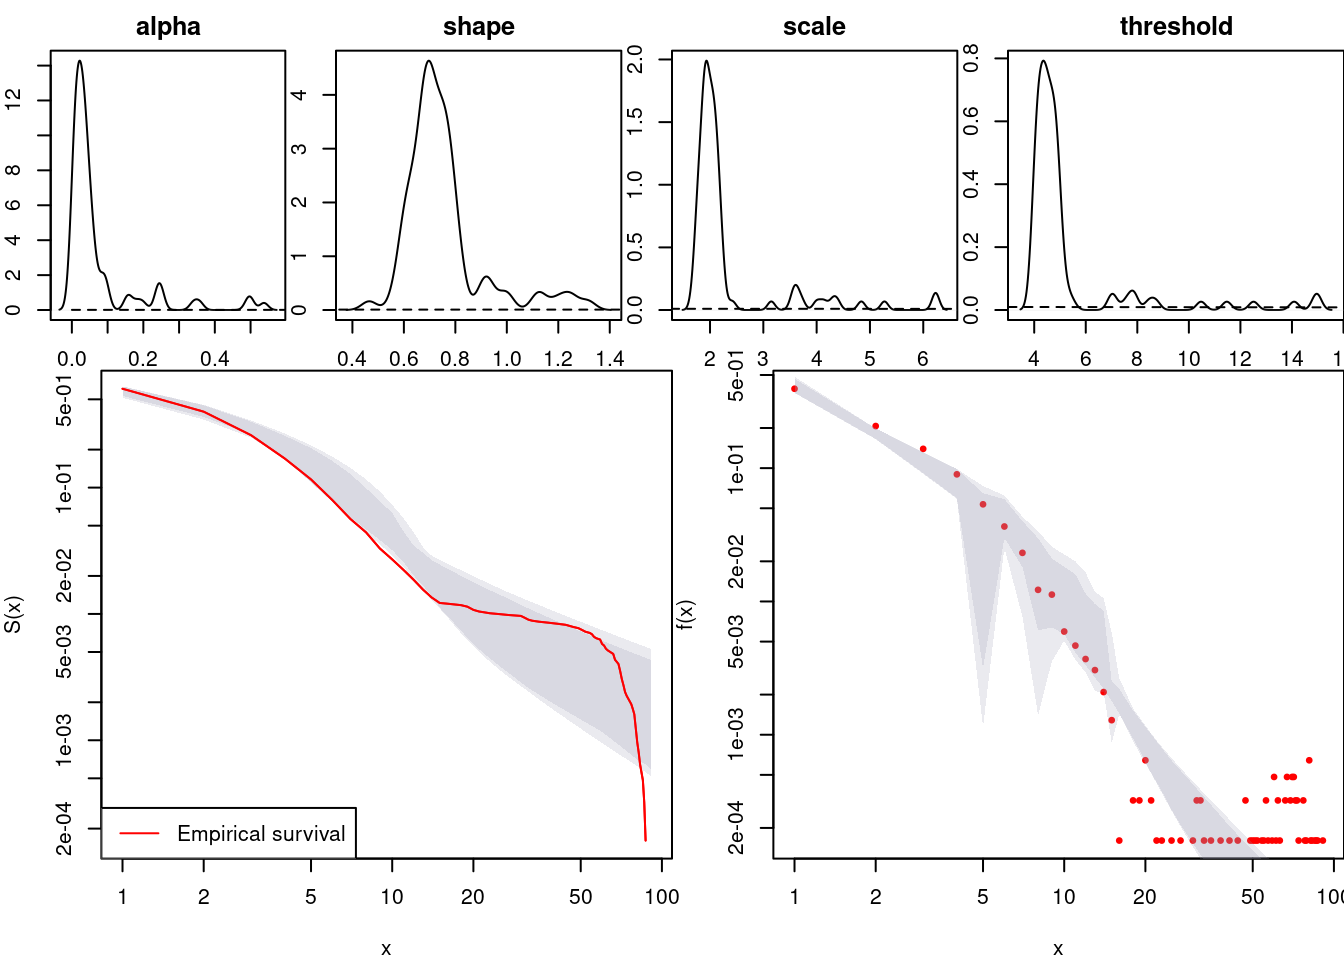 alpha
shape
scale
threshold
0 2 4 6 8 12
0.0 0.2 0.4
0 1 2 3 4
0.4 0.6 0.8 1.0 1.2 1.4
0.0 0.5 1.0 1.5 2.0
2 3 4 5 6
0.0 0.2 0.4 0.6 0.8
4 6 8 10 12 14 1
S(x)
2e-04 1e-03 5e-03 2e-02 1e-01 5e-01
Empirical survival
1 2 5 10 20 50 100
x
f(x)
2e-04 1e-03 5e-03 2e-02 1e-01 5e-01
1 2 5 10 20 50 100
x